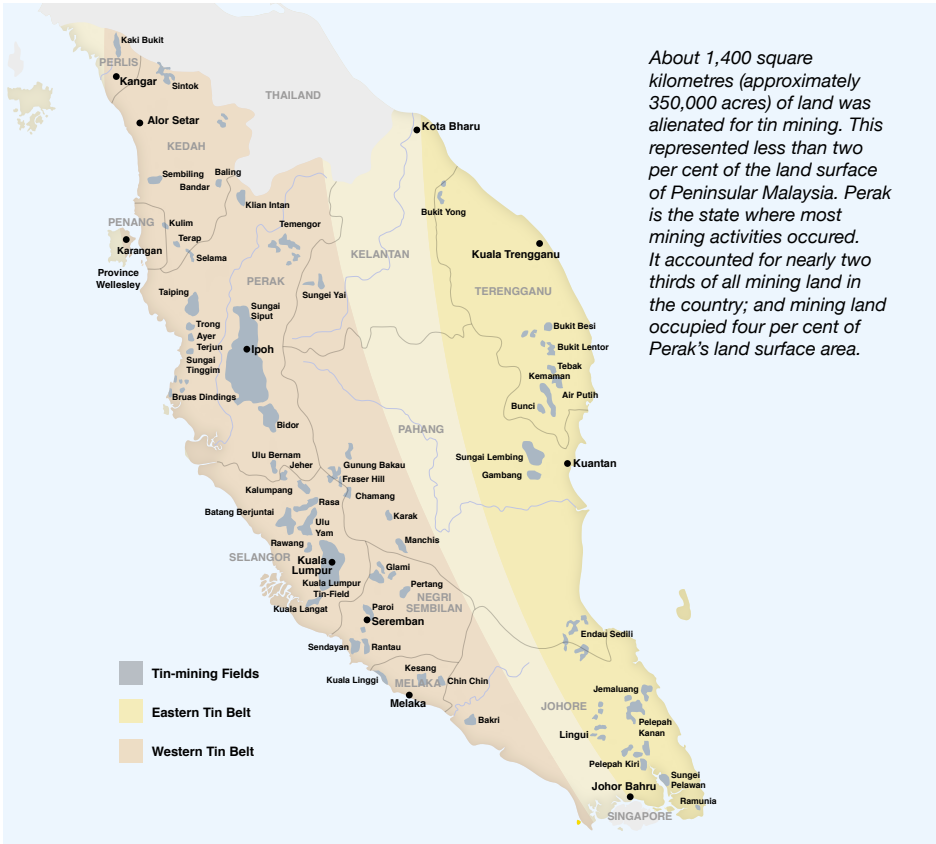 About 1,400 square
kilometres (approximately
350,000 acres) of land was
alienated for tin mining. This
represented less than two
per cent of the land surface
of Peninsular Malaysia. Perak
is the state where most
mining activities occured.
It accounted for nearly two
thirds of all mining land in
the country; and mining land
occupied four per cent of
Perak's land surface area.
Kaki Bukit
PERLIS
Kangar
Sintok
THAILAND
Alor Setar
KEDAH
Kota Bharu
Sembiling
Baling
Bandar
Klian Intan
Bukit Yong
PENANG
Kulim
Temengor
Karangan
Terap
Selama
KELANTAN
Kuala Trengganu
Province
Wellesley
PERAK
Taiping
Sungei Yai
TERENGGANU
Sungai
Siput
Trong
Ayer
Terjun
Sungai
Tinggim
Ipoh
Bukit Besi
Bukit Lentor
Tebak
Kemaman
Air Putih
Bunci
Bruas Dindings
Bidor
PAHANG
Ulu Bernam
Jeher
Gunung Bakau
Fraser Hill
Sungai Lembing
Kuantan
Gambang
Kalumpang
Chamang
Rasa
Batang Berjuntai
Ulu
Yam
Karak
Rawang
Manchis
SELANGOR
Kuala
Lumpur
Glami
Kuala Lumpur
Tin-Field
Pertang
NEGRI
SEMBILAN
Kuala Langat
Paroi
Seremban
Endau Sedili
Sendayan
Rantau
Kesang
Kuala Linggi
MELAKA
Chin Chin
Melaka
Jemaluang
JOHORE
Bakri
Pelepah
Kanan
Lingui
Pelepah Kiri
Sungei
Pelawan
Johor Bahru
Ramunia
SINGAPORE
Tin-mining Fields
Eastern Tin Belt
Western Tin Belt